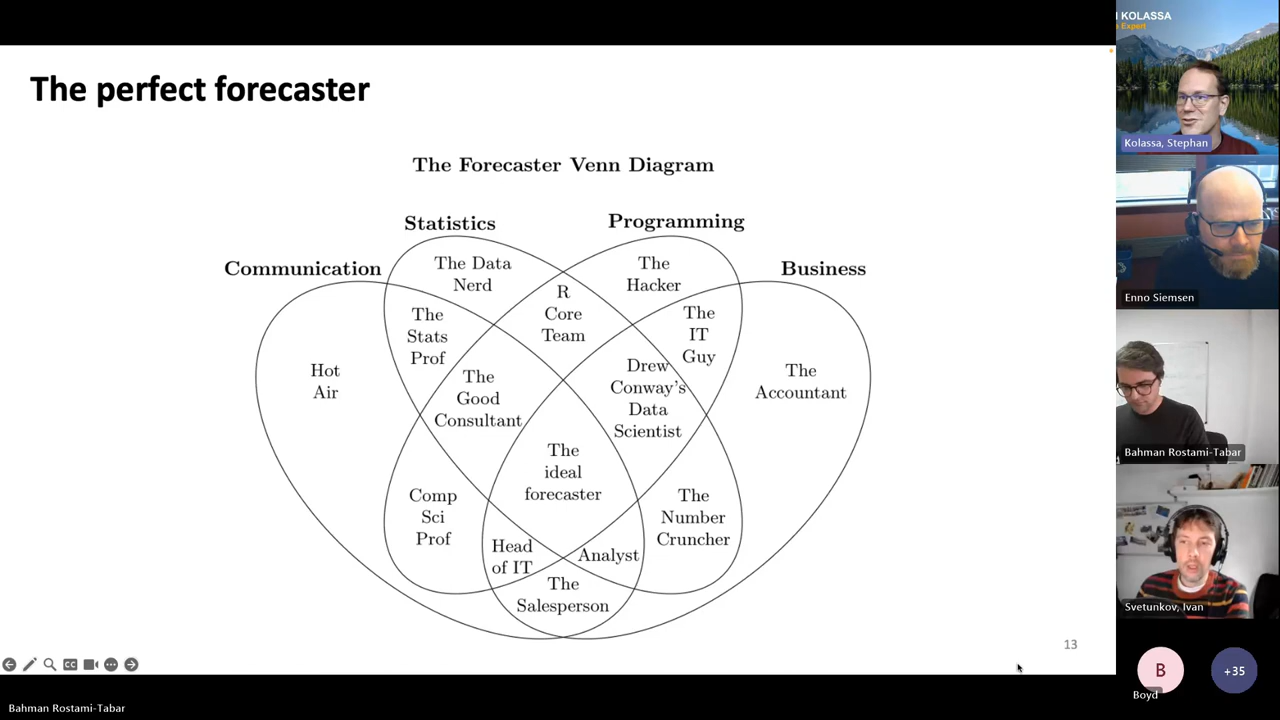 The perfect forecaster
The Forecaster Venn Diagram
Statistics
Programming
Communication
Business
The Data
Nerd
The
Hacker
R
Core
Team
The
Stats
Prof
The
IT
Guy
Hot
Air
The
Good
Consultant
Drew
Conway's
Data
Scientist
The
Accountant
The
ideal
forecaster
Comp
Sci
Prof
The
Number
Cruncher
Head
of IT
Analyst
The
Salesperson
13
CC
Bahman Rostami-Tabar
KOLASSA
Expert
Kolassa, Stephan
Enno Siemsen
Bahman Rostami-Tabar
Svetunkov, Ivan
B
Boyd
+35